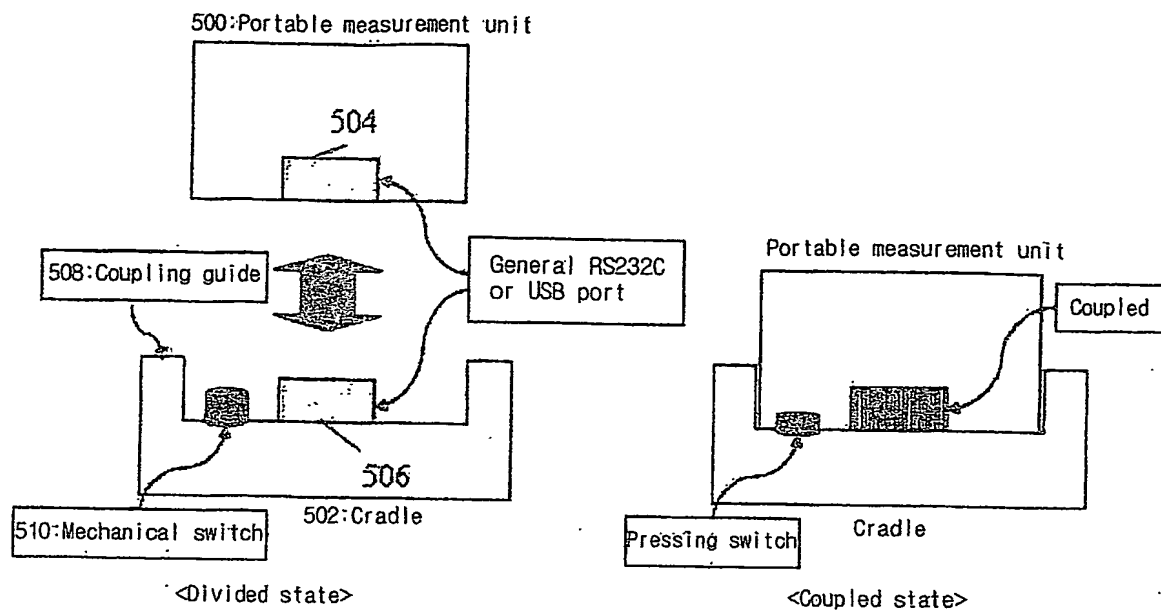 500:Portable measurement unit
504
508:Coupling guide
General RS232C
or USB port
506
502:Cradle
510:Mechanical switch
<Divided state>
Portable measurement unit
Coupled
Pressing switch
Cradle
<Coupled state>